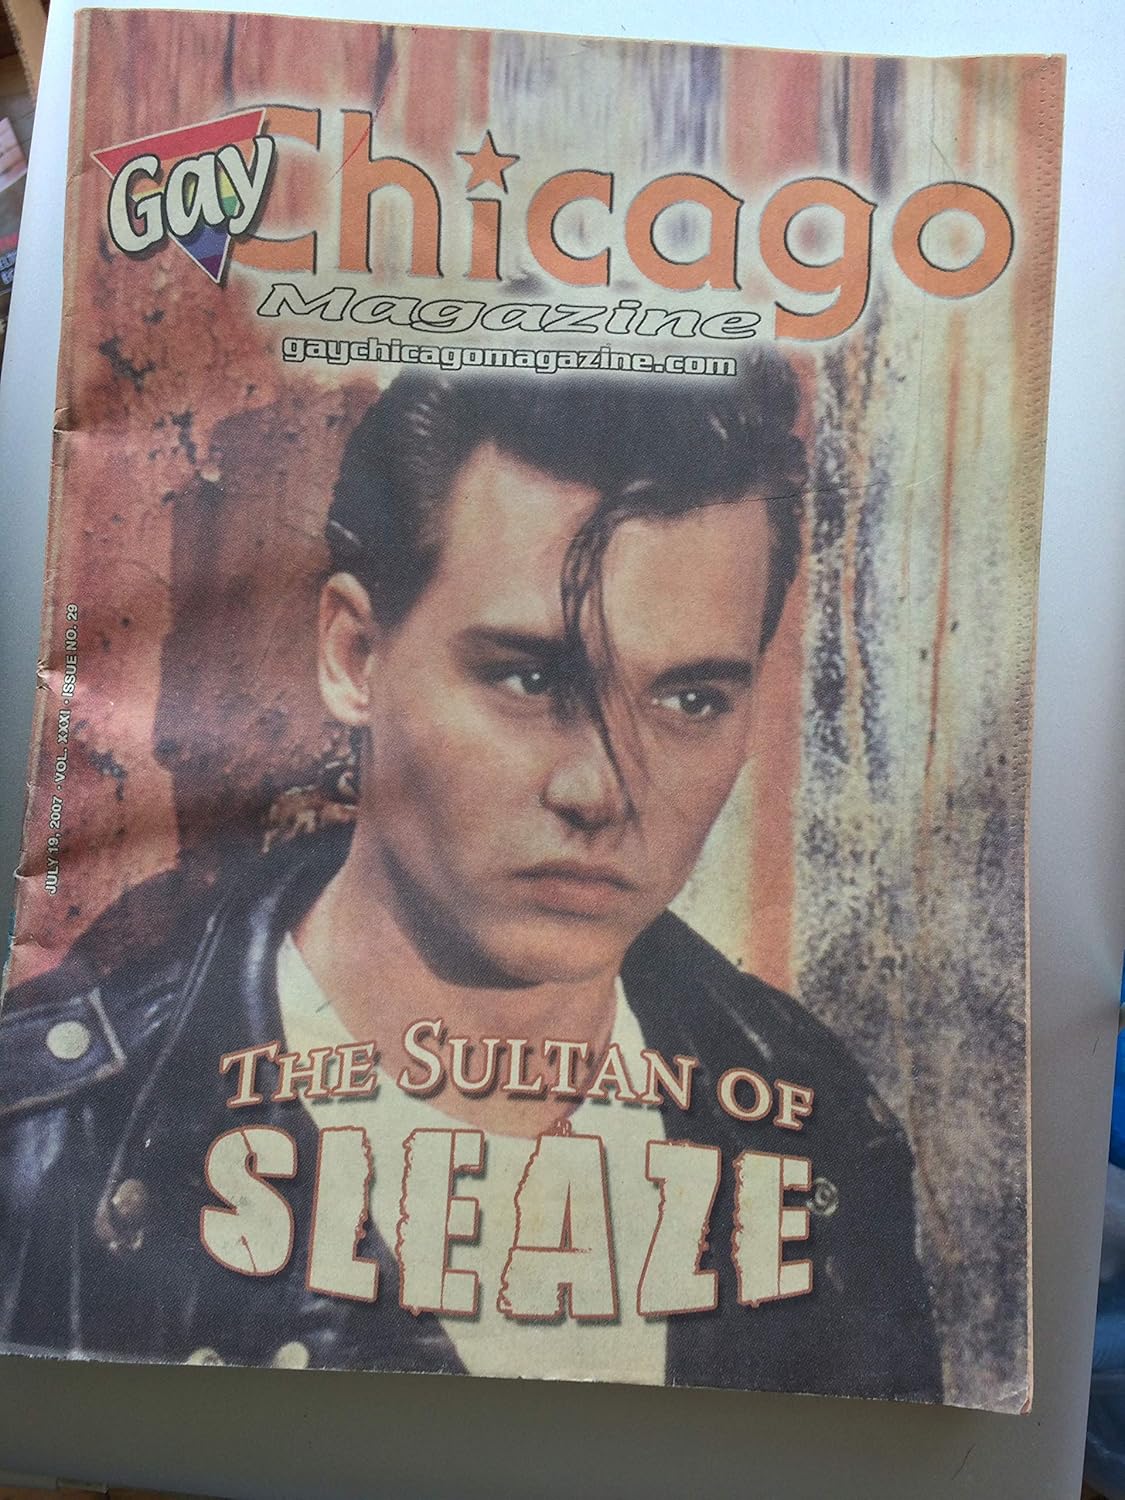 Gay Chicago
Magazine
gaychicagomagazine.com
JULY 19, 2007 · VOL. XXXI · ISSUE NO. 29
THE SULTAN OF
SLEAZE